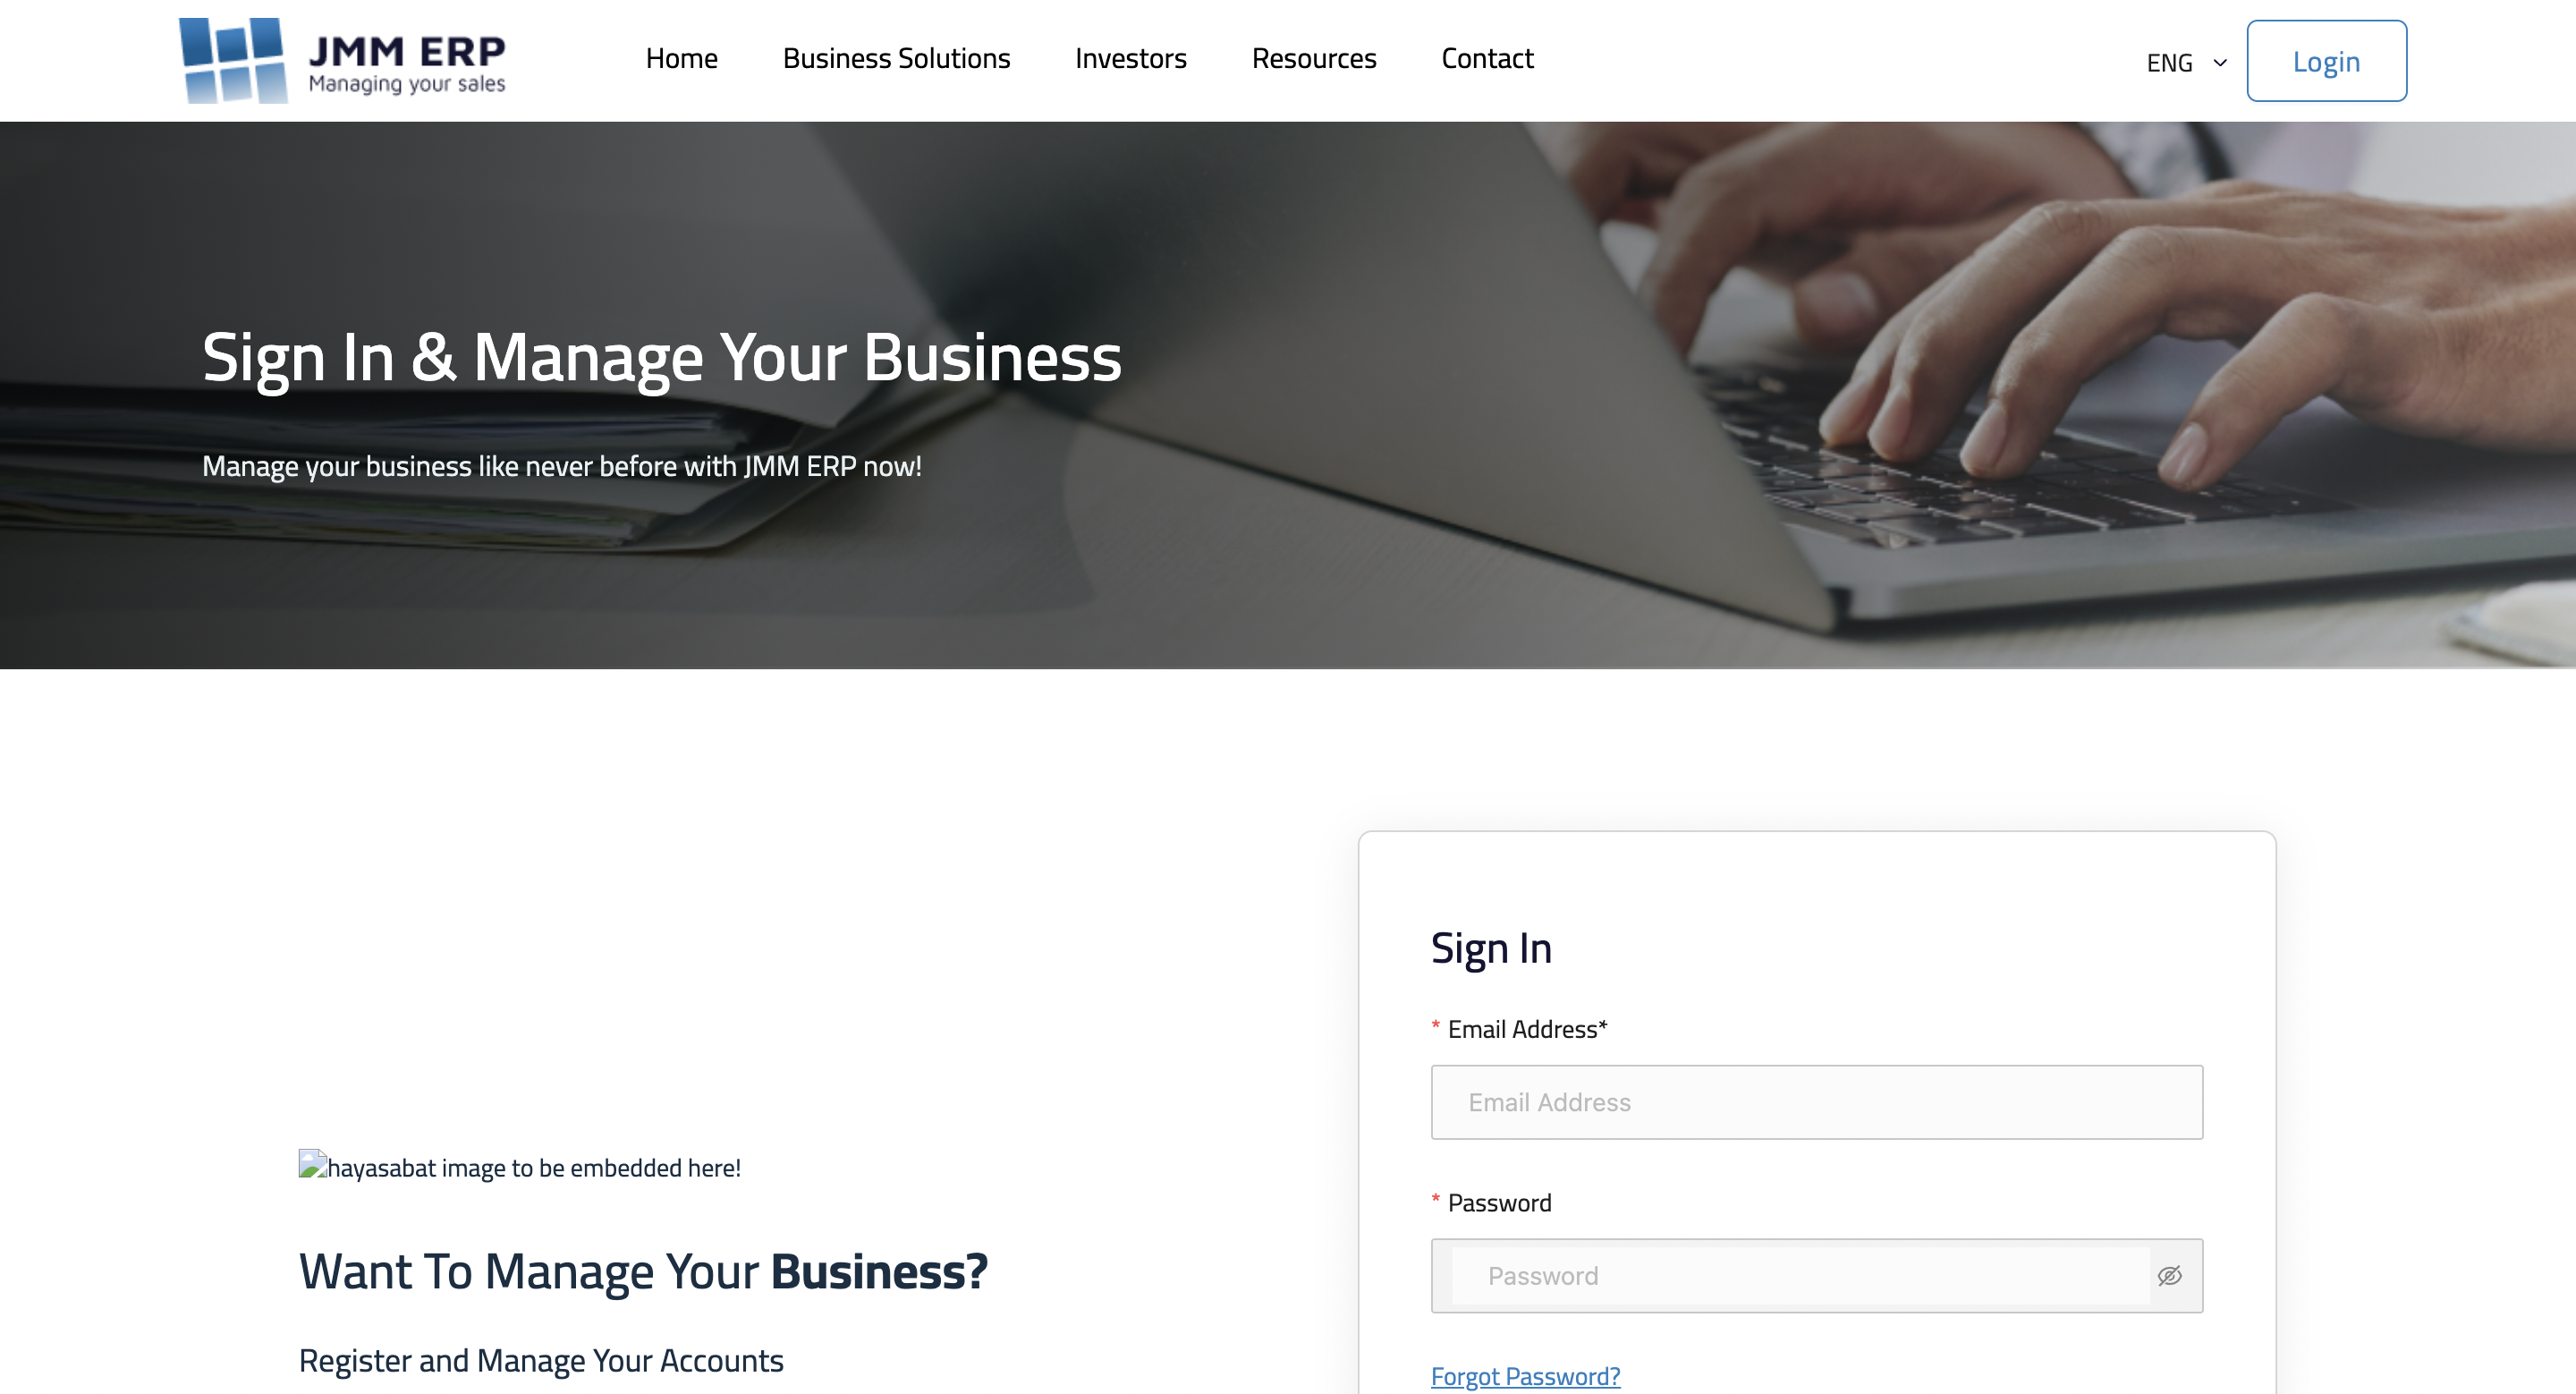 JMM ERP
Managing your sales
Home
Business Solutions
Investors
Resources
Contact
ENG
Login
Sign In & Manage Your Business
Manage your business like never before with JMM ERP now!
hayasabat image to be embedded here!
Want To Manage Your Business?
Register and Manage Your Accounts
Sign In
* Email Address*
Email Address
* Password
Password
Forgot Password?